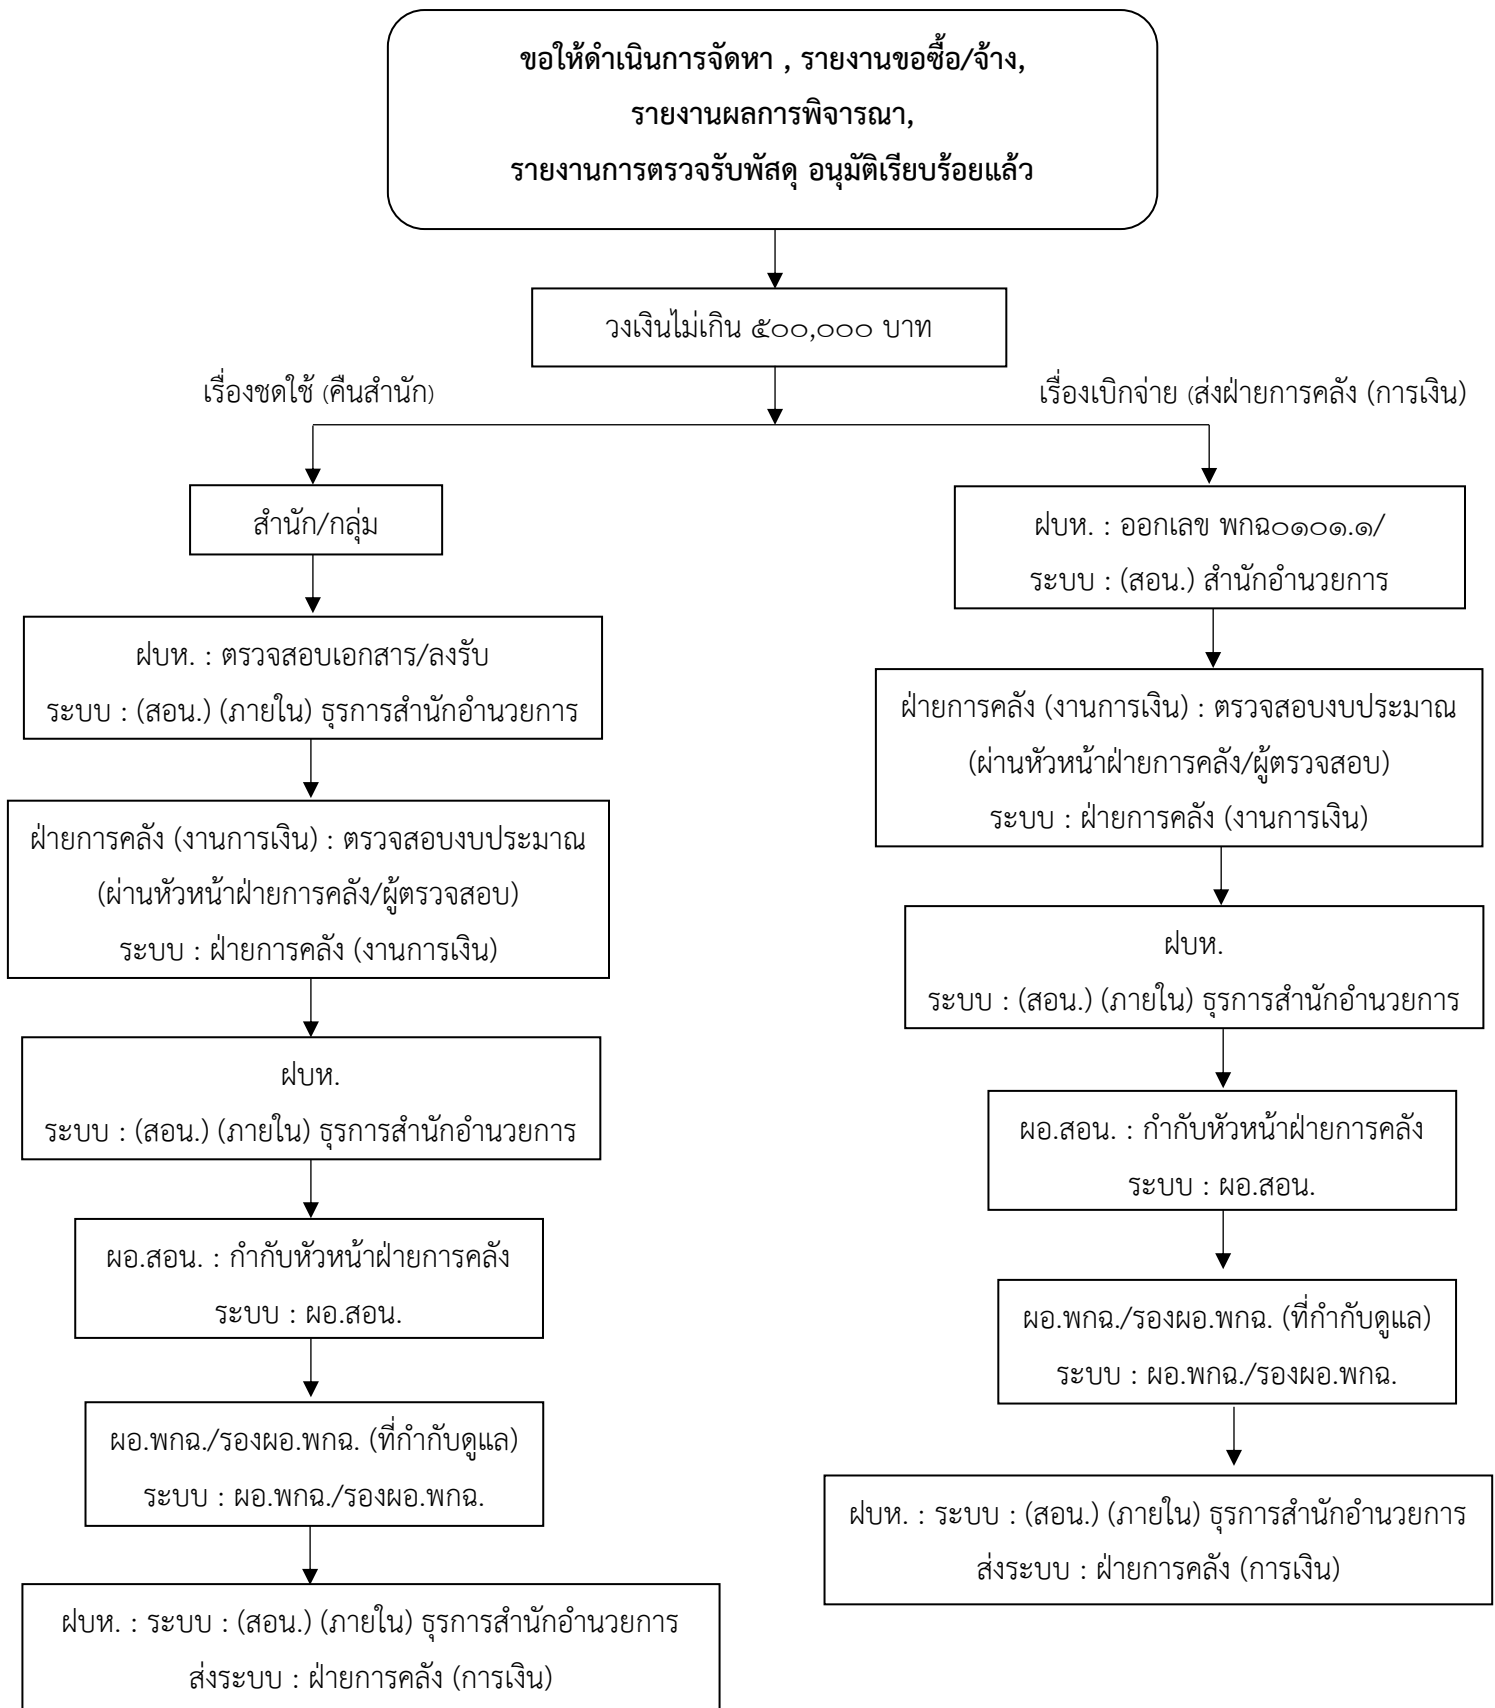 ขอให้ดำเนินการจัดหา , รายงานขอซื้อ/จ้าง,
รายงานผลการพิจารณา,
รายงานการตรวจรับพัสดุ อนุมัติเรียบร้อยแล้ว
วงเงินไม่เกิน ๕๐๐,๐๐๐ บาท
เรื่องชดใช้ (คืนสำนัก)
สำนัก/กลุ่ม
ฝบห. : ตรวจสอบเอกสาร/ลงรับ
ระบบ : (สอน.) (ภายใน) ธุรการสำนักอำนวยการ
ฝ่ายการคลัง (งานการเงิน) : ตรวจสอบงบประมาณ
(ผ่านหัวหน้าฝ่ายการคลัง/ผู้ตรวจสอบ)
ระบบ : ฝ่ายการคลัง (งานการเงิน)
ฝบห.
ระบบ : (สอน.) (ภายใน) ธุรการสำนักอำนวยการ
ผอ.สอน. : กำกับหัวหน้าฝ่ายการคลัง
ระบบ : ผอ.สอน.
ผอ.พกฉ./รองผอ.พกฉ. (ที่กำกับดูแล)
ระบบ : ผอ.พกฉ./รองผอ.พกฉ.
ฝบห. : ระบบ : (สอน.) (ภายใน) ธุรการสำนักอำนวยการ
ส่งระบบ : ฝ่ายการคลัง (การเงิน)
เรื่องเบิกจ่าย (ส่งฝ่ายการคลัง (การเงิน)
ฝบห. : ออกเลข พกฉ๐๑๐๑.๑/
ระบบ : (สอน.) สำนักอำนวยการ
ฝ่ายการคลัง (งานการเงิน) : ตรวจสอบงบประมาณ
(ผ่านหัวหน้าฝ่ายการคลัง/ผู้ตรวจสอบ)
ระบบ : ฝ่ายการคลัง (งานการเงิน)
ฝบห.
ระบบ : (สอน.) (ภายใน) ธุรการสำนักอำนวยการ
ผอ.สอน. : กำกับหัวหน้าฝ่ายการคลัง
ระบบ : ผอ.สอน.
ผอ.พกฉ./รองผอ.พกฉ. (ที่กำกับดูแล)
ระบบ : ผอ.พกฉ./รองผอ.พกฉ.
ฝบห. : ระบบ : (สอน.) (ภายใน) ธุรการสำนักอำนวยการ
ส่งระบบ : ฝ่ายการคลัง (การเงิน)